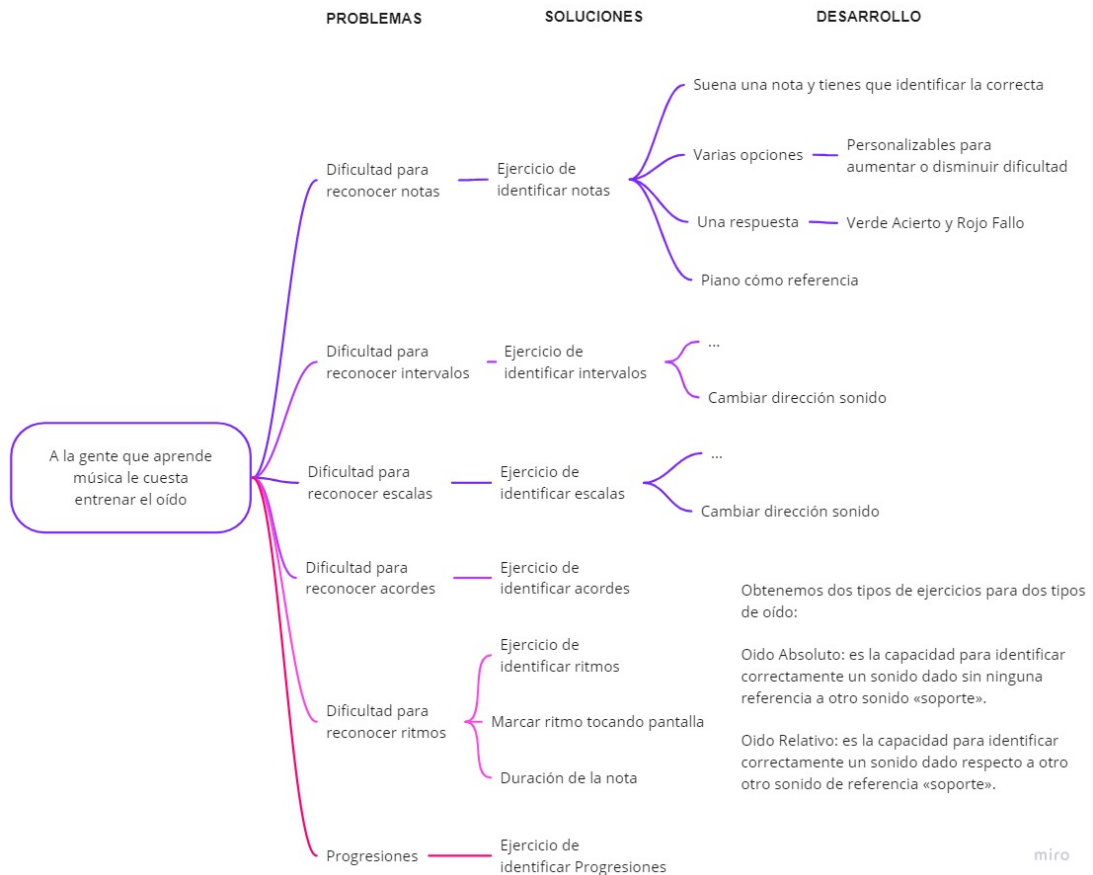 PROBLEMAS
SOLUCIONES
DESARROLLO
A la gente que aprende
música le cuesta
entrenar el oído
Dificultad para
reconocer notas
Ejercicio de
identificar notas
Suena una nota y tienes que identificar la correcta
Varias opciones
Personalizables para
aumentar o disminuir dificultad
Una respuesta
Verde Acierto y Rojo Fallo
Piano cómo referencia
Dificultad para
reconocer intervalos
Ejercicio de
identificar intervalos
...
Cambiar dirección sonido
Dificultad para
reconocer escalas
Ejercicio de
identificar escalas
...
Cambiar dirección sonido
Dificultad para
reconocer acordes
Ejercicio de
identificar acordes
Dificultad para
reconocer ritmos
Ejercicio de
identificar ritmos
Marcar ritmo tocando pantalla
Duración de la nota
Progresiones
Ejercicio de
identificar Progresiones
Obtenemos dos tipos de ejercicios para dos tipos
de oído:
Oido Absoluto: es la capacidad para identificar
correctamente un sonido dado sin ninguna
referencia a otro sonido «soporte».
Oido Relativo: es la capacidad para identificar
correctamente un sonido dado respecto a otro
otro sonido de referencia «soporte».
miro